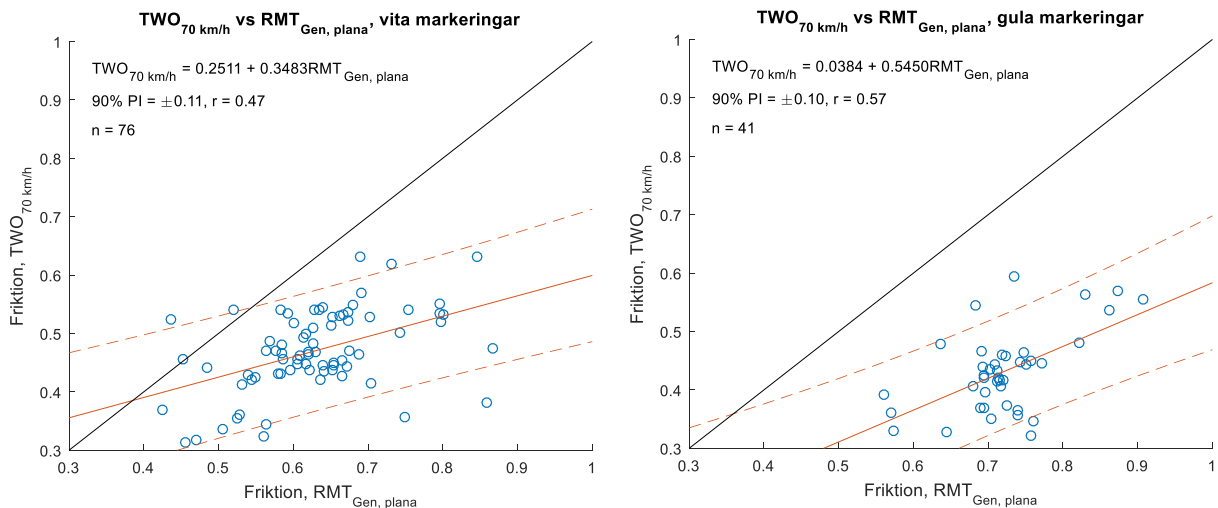 TWO70 km/h vs RMTGen, plana, vita markeringar
TWO70 km/h = 0.2511 + 0.3483RMTGen, plana
90% PI = ±0.11, r = 0.47
n = 76
Friktion, TWO70 km/h
1
0.9
0.8
0.7
0.6
0.5
0.4
0.3
0.3 0.4 0.5 0.6 0.7 0.8 0.9 1
Friktion, RMTGen, plana
TWO70 km/h vs RMTGen, plana, gula markeringar
TWO70 km/h = 0.0384 + 0.5450RMTGen, plana
90% PI = ±0.10, r = 0.57
n = 41
Friktion, TWO70 km/h
1
0.9
0.8
0.7
0.6
0.5
0.4
0.3
0.3 0.4 0.5 0.6 0.7 0.8 0.9 1
Friktion, RMTGen, plana